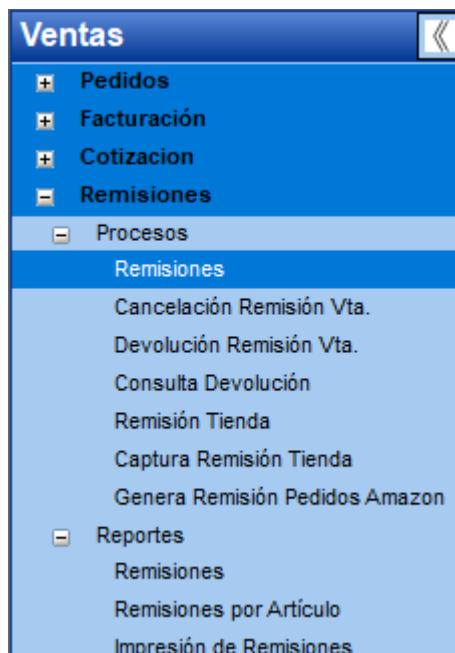 Ventas
Pedidos
Facturación
Cotizacion
Remisiones
Procesos
Remisiones
Cancelación Remisión Vta.
Devolución Remisión Vta.
Consulta Devolución
Remisión Tienda
Captura Remisión Tienda
Genera Remisión Pedidos Amazon
Reportes
Remisiones
Remisiones por Artículo
Impresión de Remisiones